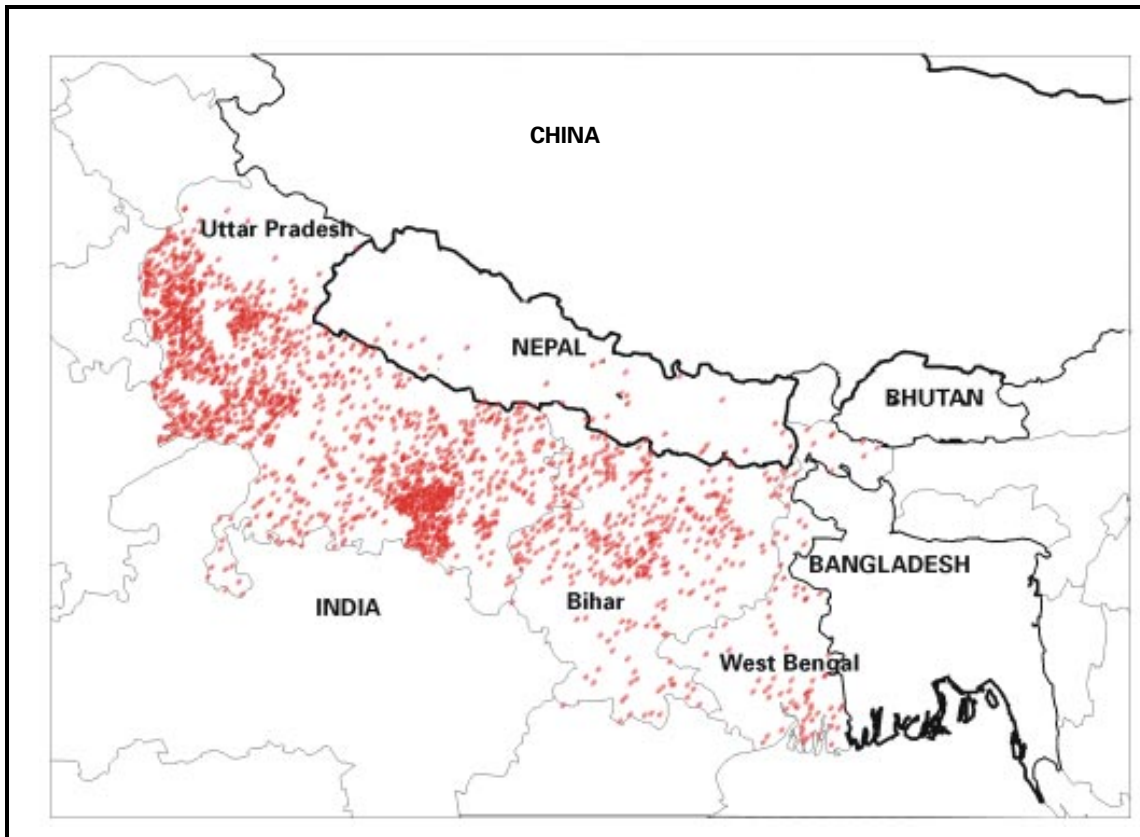 CHINA
Uttar Pradesh
NEPAL
BHUTAN
BANGLADESH
INDIA
Bihar
West Bengal